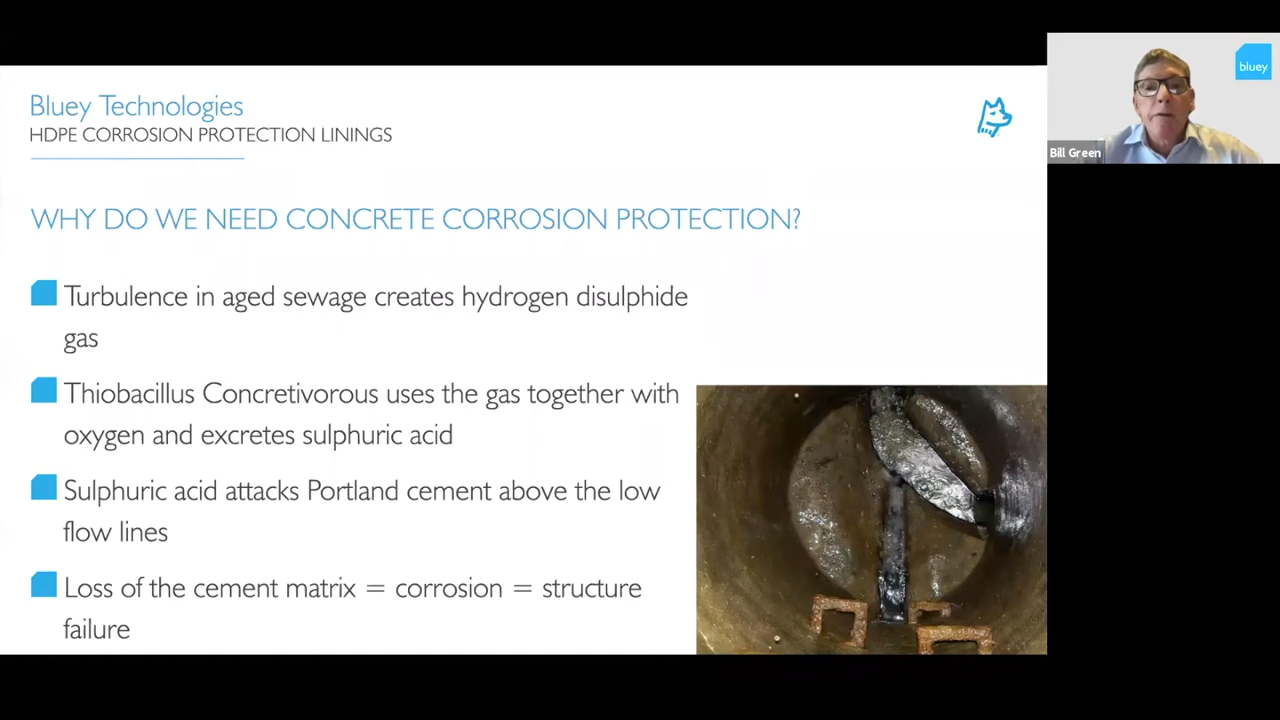 Bluey Technologies
HDPE CORROSION PROTECTION LININGS
WHY DO WE NEED CONCRETE CORROSION PROTECTION?
Turbulence in aged sewage creates hydrogen disulphide
gas
Thiobacillus Concretivorous uses the gas together with
oxygen and excretes sulphuric acid
Sulphuric acid attacks Portland cement above the low
flow lines
Loss of the cement matrix = corrosion = structure
failure
bluey
Bill Green